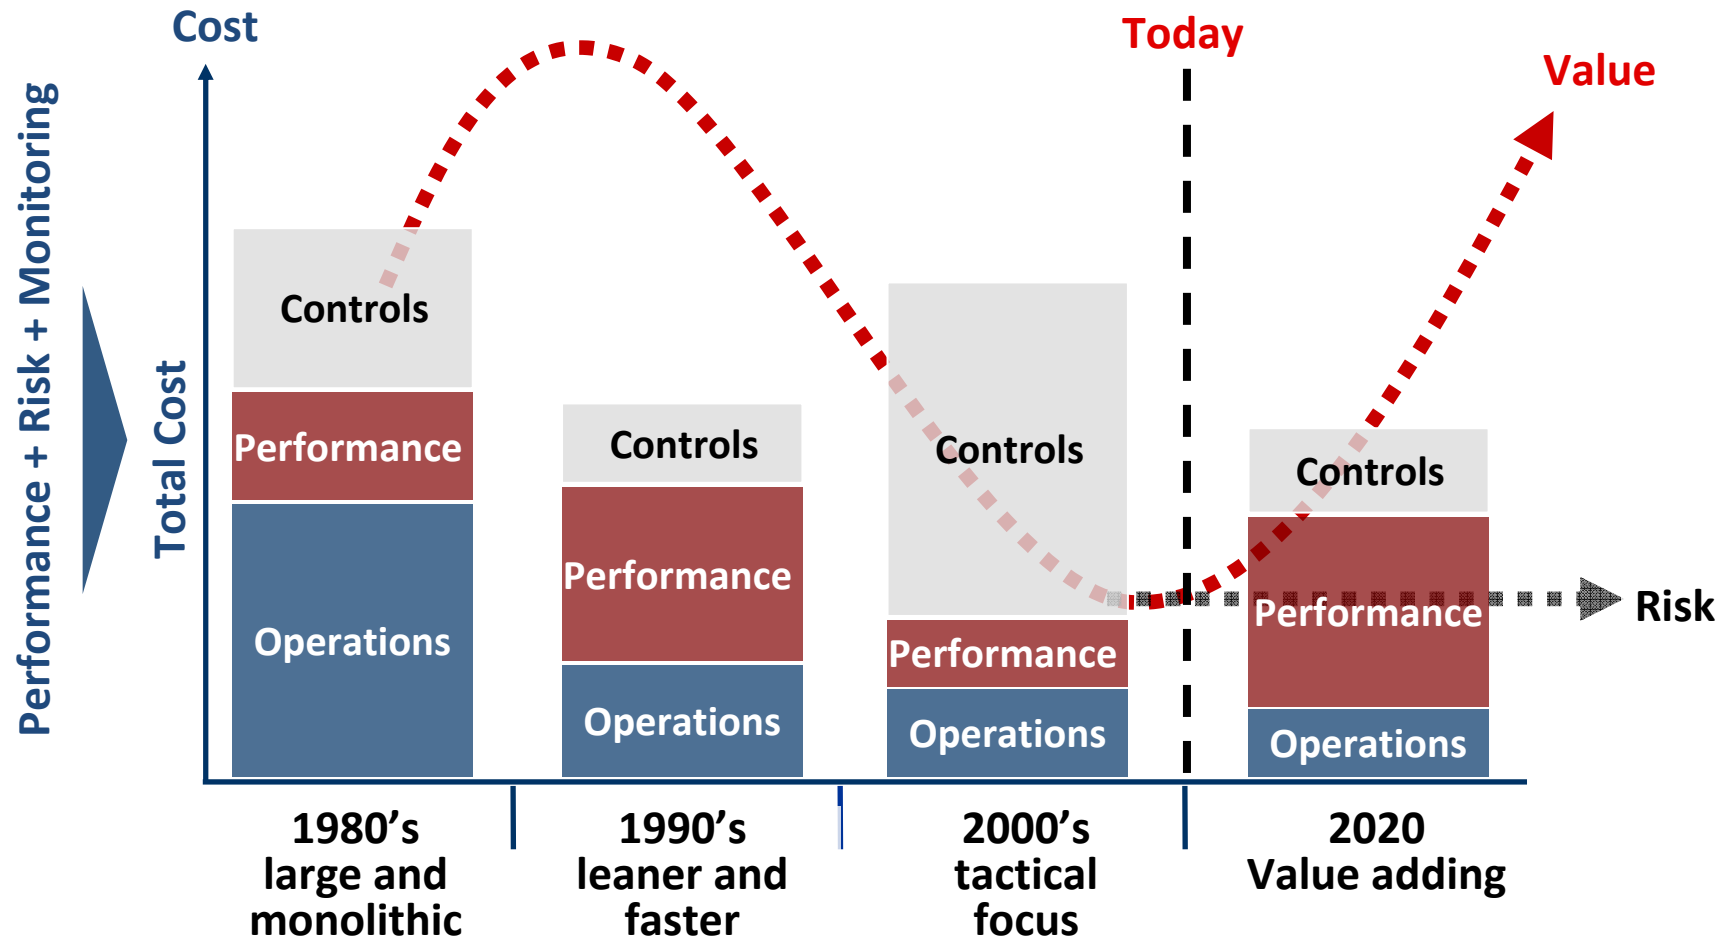 Cost
Today
Value
Performance + Risk + Monitoring
Total Cost
Controls
Performance
Operations
Controls
Performance
Operations
Controls
Performance
Operations
Controls
Performance
Operations
Risk
1980’s
large and
monolithic
1990’s
leaner and
faster
2000’s
tactical
focus
2020
Value adding